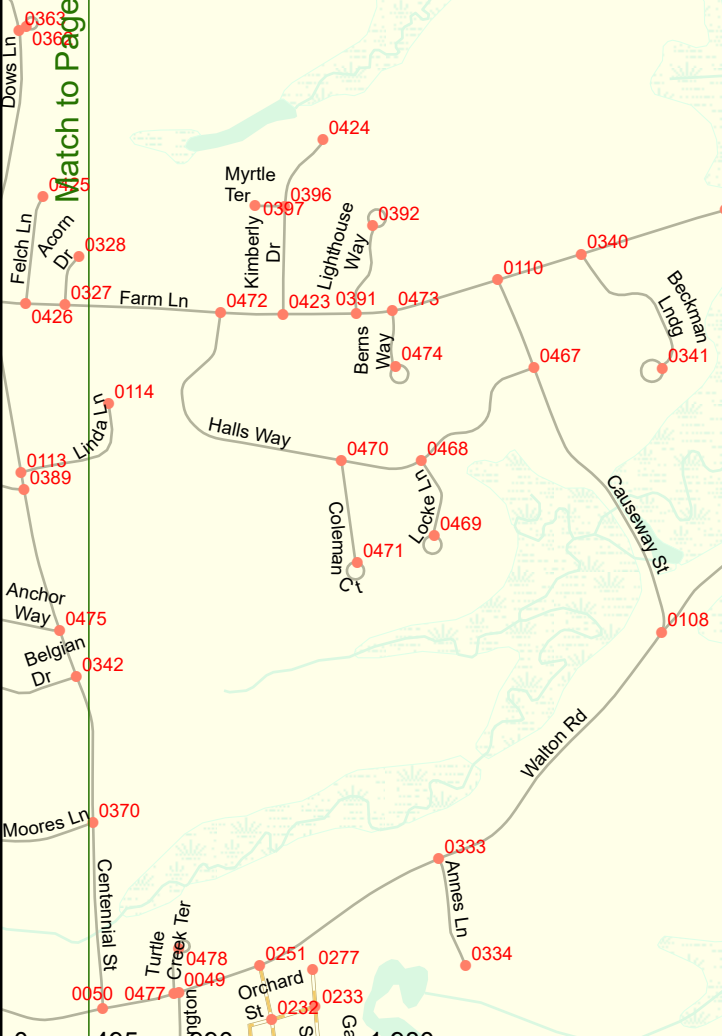 0363
0362
Dows Ln
Match to Page
0424
0425
Myrtle
Ter
0396
0397
0392
Felch Ln
Acorn
Dr
0328
Kimberly
Dr
Lighthouse
Way
0340
0110
Beckman
Lndg
0327
0426
Farm Ln
0472
0423
0391
0473
Berns
Way
0474
0467
0341
0114
Linda Ln
Halls Way
0470
0468
0113
0389
Locke Ln
Coleman
Ct
0469
0471
Causeway St
Anchor
Way
0475
0108
Belgian
Dr
0342
Walton Rd
Moores Ln
0370
0333
Annes Ln
Centennial St
Turtle
Creek Ter
0478
0251
0277
0334
0050
0477
0049
Orchard
St
0232
0233